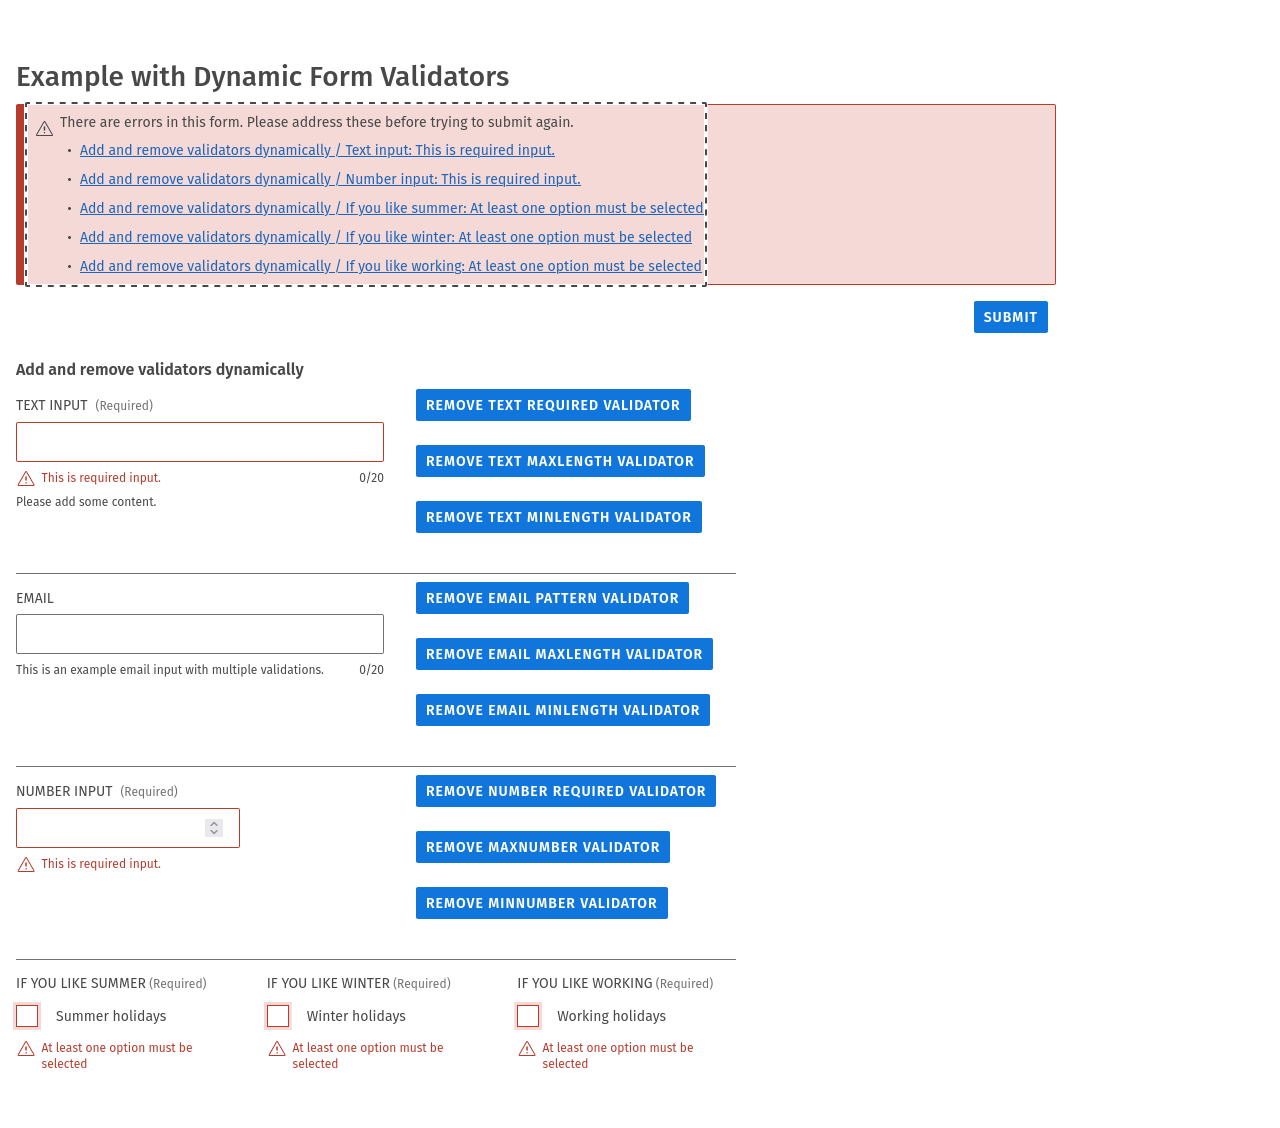 Example with Dynamic Form Validators
There are errors in this form. Please address these before trying to submit again.
• Add and remove validators dynamically / Text input: This is required input.
• Add and remove validators dynamically / Number input: This is required input.
• Add and remove validators dynamically / If you like summer: At least one option must be selected
• Add and remove validators dynamically / If you like winter: At least one option must be selected
• Add and remove validators dynamically / If you like working: At least one option must be selected
SUBMIT
Add and remove validators dynamically
TEXT INPUT (Required)
REMOVE TEXT REQUIRED VALIDATOR
REMOVE TEXT MAXLENGTH VALIDATOR
This is required input. 0/20
Please add some content.
REMOVE TEXT MINLENGTH VALIDATOR
EMAIL
REMOVE EMAIL PATTERN VALIDATOR
REMOVE EMAIL MAXLENGTH VALIDATOR
This is an example email input with multiple validations. 0/20
REMOVE EMAIL MINLENGTH VALIDATOR
NUMBER INPUT (Required)
REMOVE NUMBER REQUIRED VALIDATOR
REMOVE MAXNUMBER VALIDATOR
This is required input.
REMOVE MINNUMBER VALIDATOR
IF YOU LIKE SUMMER (Required)
Summer holidays
At least one option must be
selected
IF YOU LIKE WINTER (Required)
Winter holidays
At least one option must be
selected
IF YOU LIKE WORKING (Required)
Working holidays
At least one option must be
selected